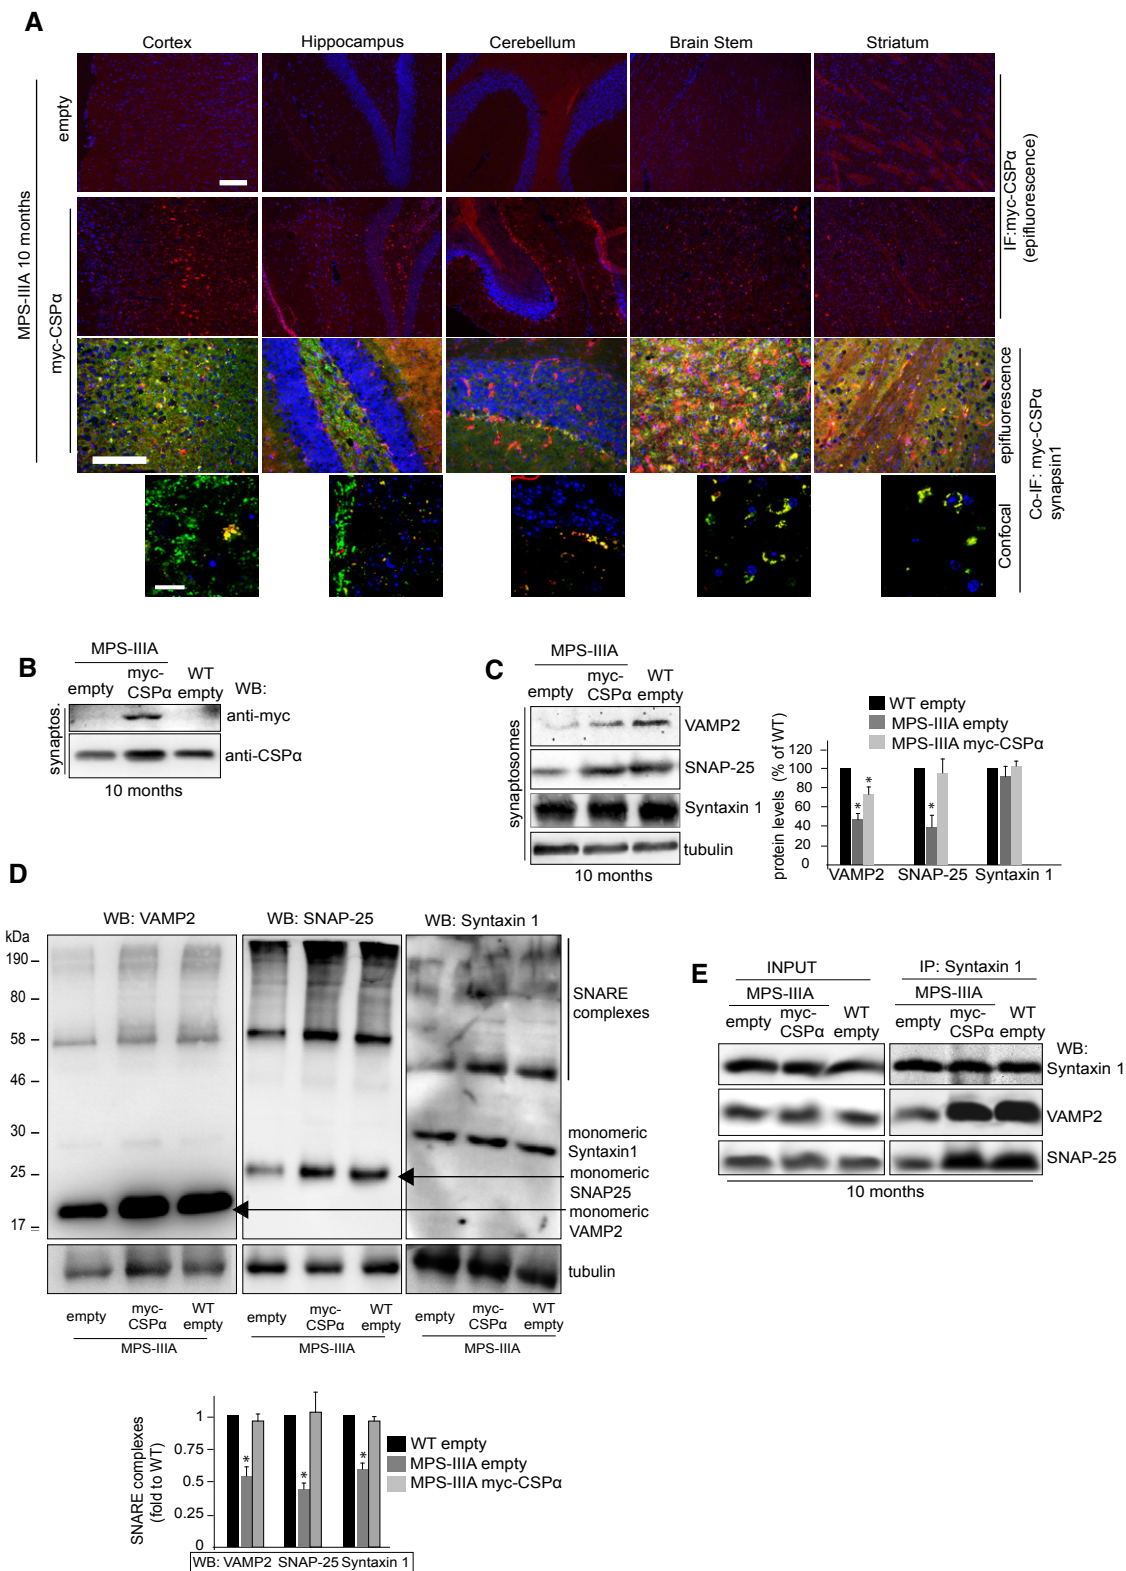 A
Cortex Hippocampus Cerebellum Brain Stem Striatum
MPS-IIIA 10 months
empty
myc-CSPα
IF:myc-CSPα
(epifluorescence)
epifluorescence
Confocal
Co-IF: myc-CSPα
synapsin1
B
MPS-IIIA
empty myc-CSPα WT empty WB:
synaptos.
anti-myc
anti-CSPα
10 months
C
MPS-IIIA
empty myc-CSPα WT empty
synaptosomes
VAMP2
SNAP-25
Syntaxin 1
tubulin
10 months
WT empty
MPS-IIIA empty
MPS-IIIA myc-CSPα
protein levels (% of WT)
120
100
80
60
40
20
0
* * *
VAMP2 SNAP-25 Syntaxin 1
D
WB: VAMP2 WB: SNAP-25 WB: Syntaxin 1
kDa
190
80
58
46
30
25
17
SNARE
complexes
monomeric
Syntaxin1
monomeric
SNAP25
monomeric
VAMP2
tubulin
empty myc-CSPα WT empty empty myc-CSPα WT empty empty myc-CSPα WT empty
MPS-IIIA MPS-IIIA MPS-IIIA
SNARE complexes
(fold to WT)
1
0.75
0.5
0.25
0
* * *
WB: VAMP2 SNAP-25 Syntaxin 1
WT empty
MPS-IIIA empty
MPS-IIIA myc-CSPα
E
INPUT IP: Syntaxin 1
MPS-IIIA MPS-IIIA
empty myc-CSPα WT empty empty myc-CSPα WT empty
WB:
Syntaxin 1
VAMP2
SNAP-25
10 months